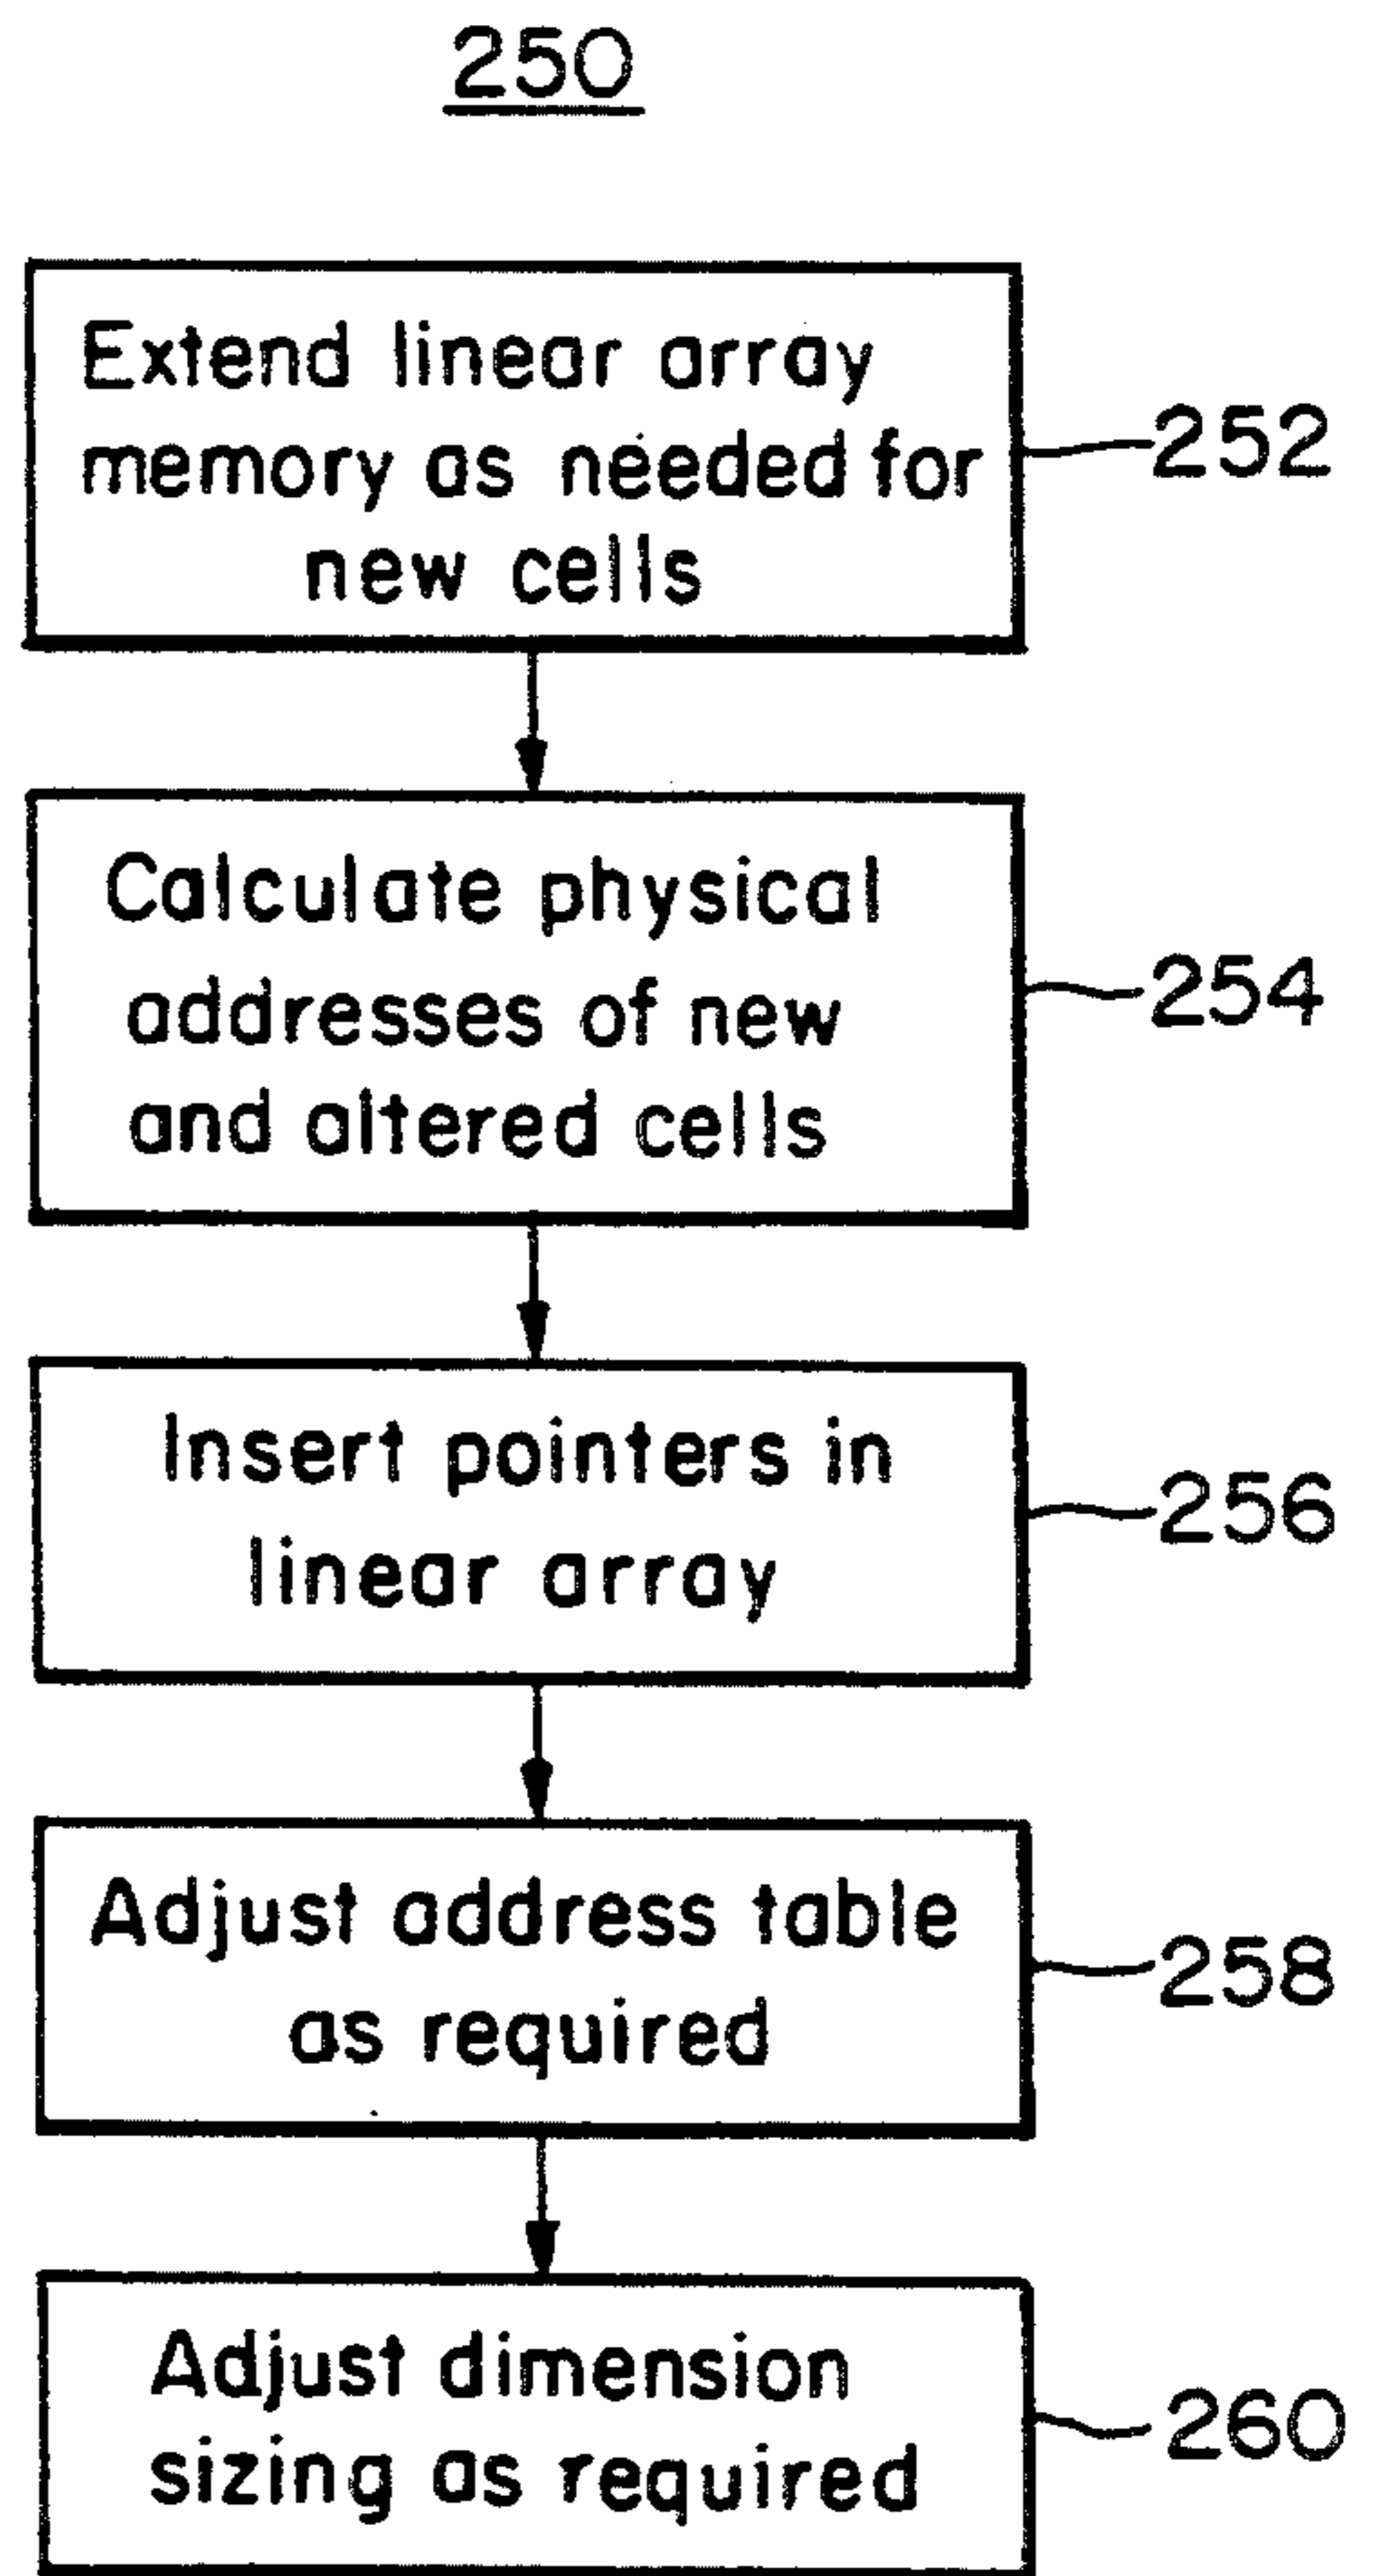 250
Extend linear array
memory as needed for
new cells
252
Calculate physical
addresses of new
and altered cells
254
Insert pointers in
linear array
256
Adjust address table
as required
258
Adjust dimension
sizing as required
260